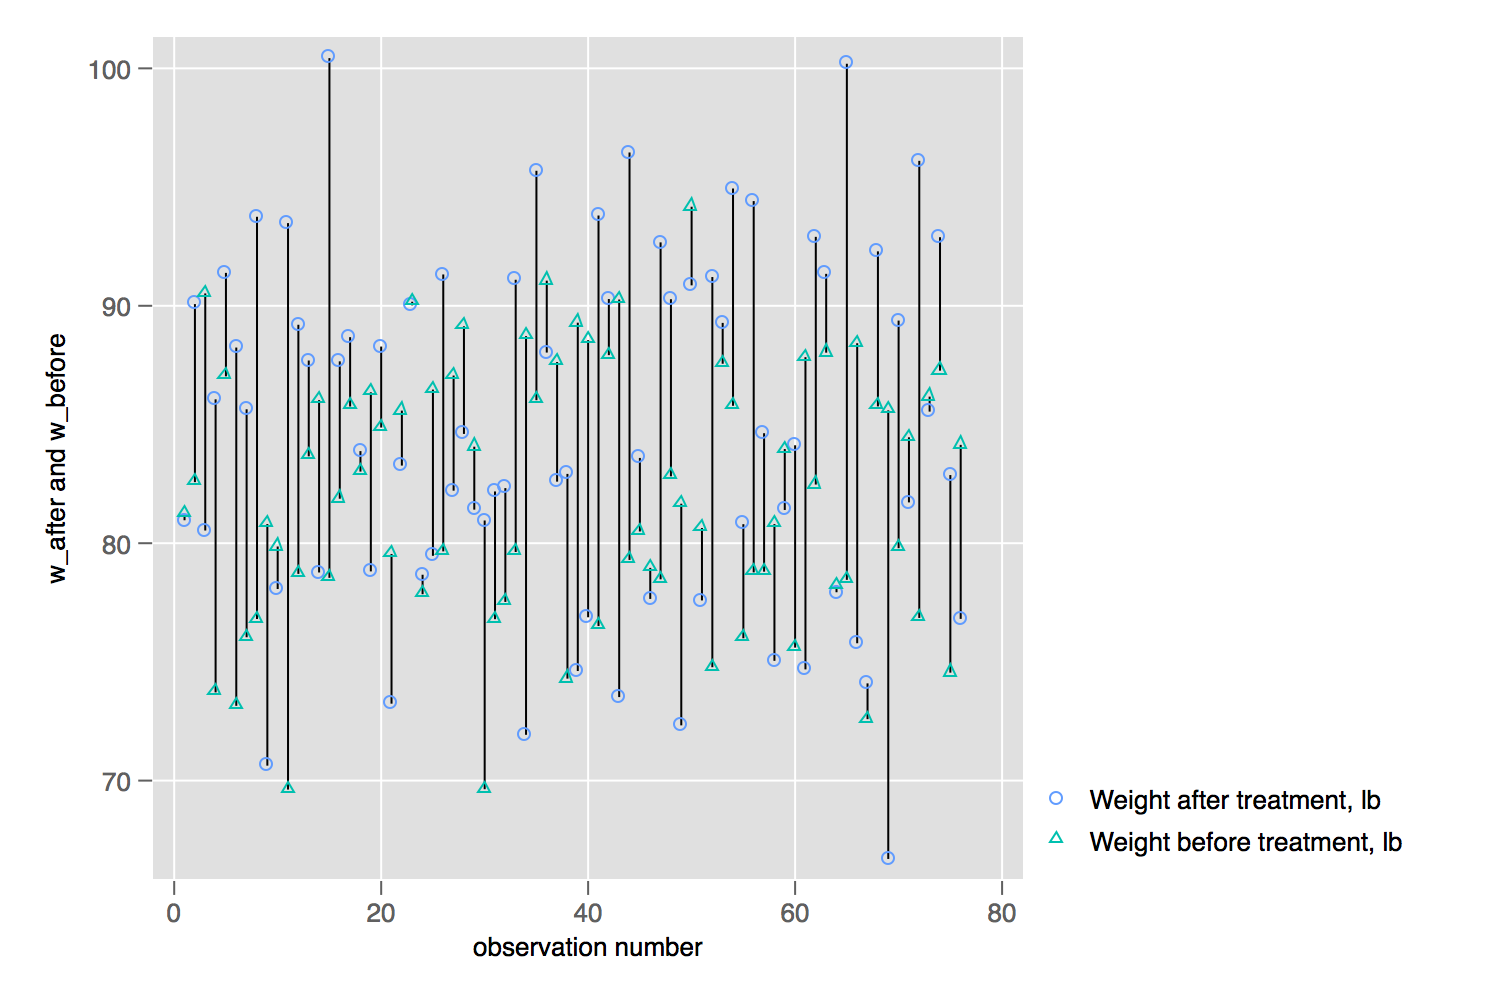 100
90
80
70
w_after and w_before
0
20
40
60
80
observation number
Weight after treatment, lb
Weight before treatment, lb